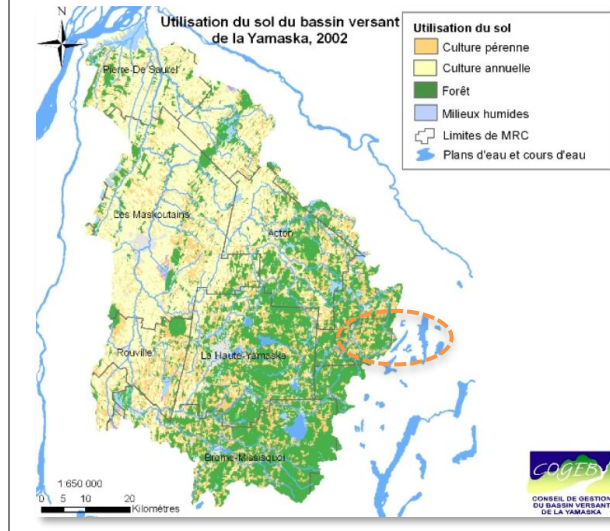 N
Utilisation du sol du bassin versant
de la Yamaska, 2002
Utilisation du sol
Culture pérenne
Culture annuelle
Forêt
Milieux humides
Limites de MRC
Plans d'eau et cours d'eau
Pierre-De Saurel
Les Maskoutains
Acton
Rouville
La Haute-Yamaska
Brome-Missisquoi
1:650 000
0 5 10 20
Kilomètres
COGEBY
CONSEIL DE GESTION
DU BASSIN VERSANT
DE LA YAMASKA